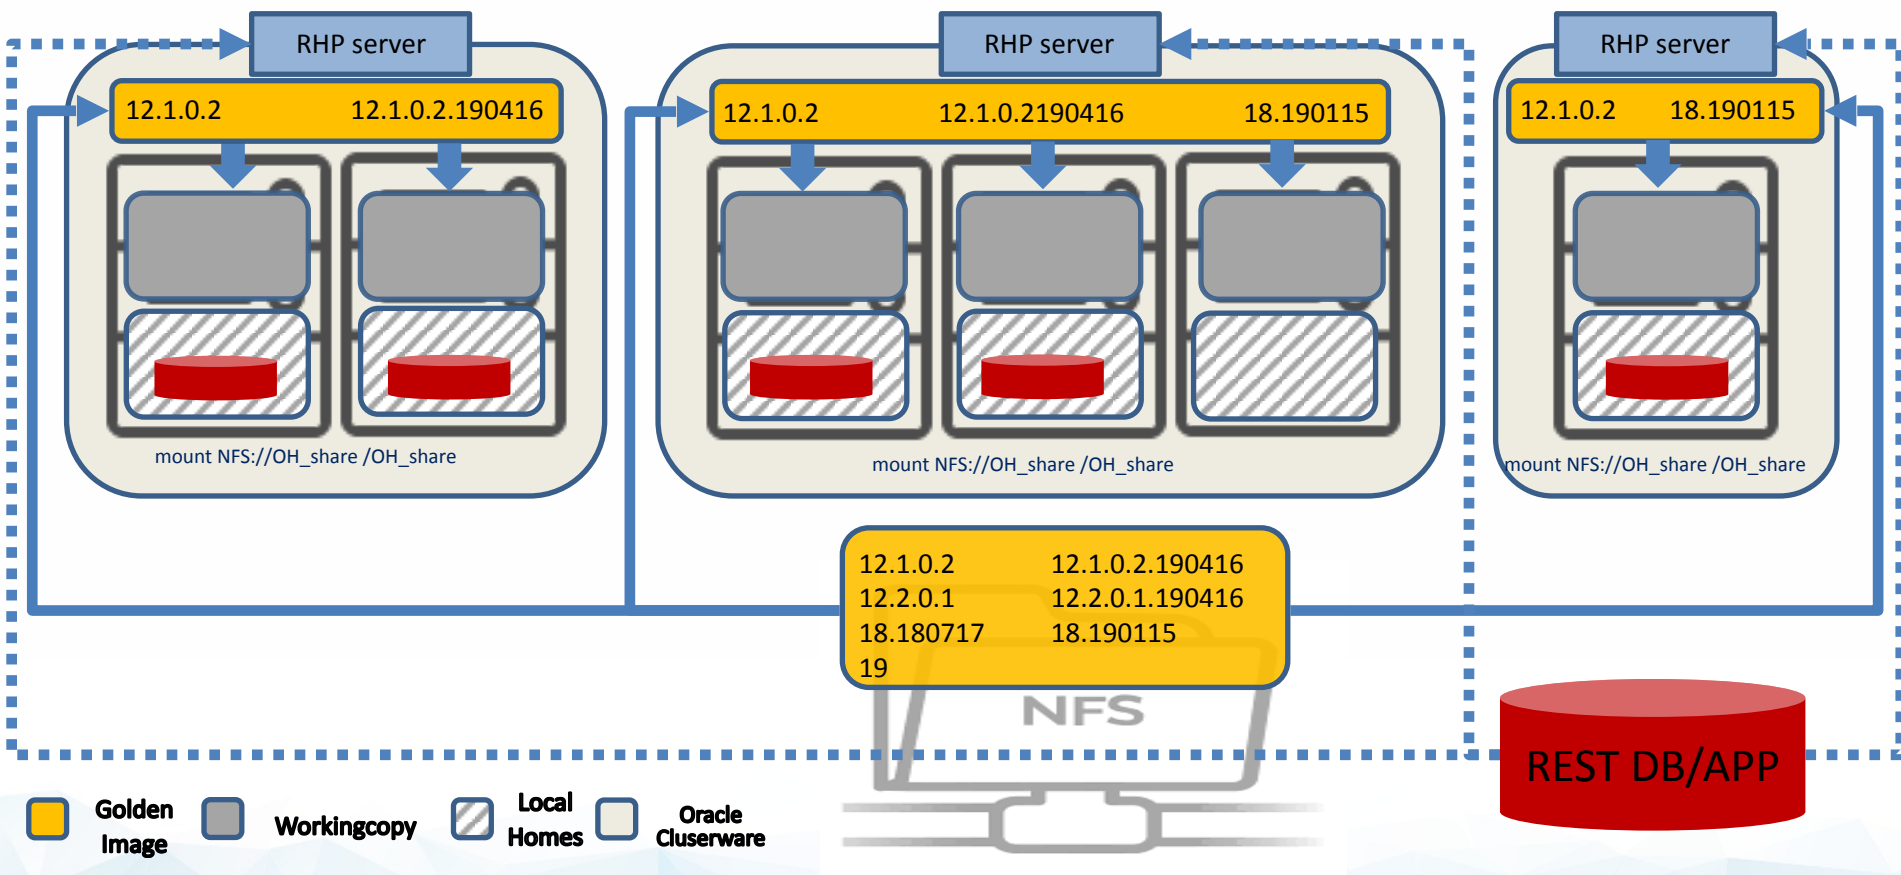 RHP server
RHP server
RHP server
12.1.0.2 12.1.0.2.190416
12.1.0.2 12.1.0.2190416 18.190115
12.1.0.2 18.190115
mount NFS://OH_share /OH_share
mount NFS://OH_share /OH_share
mount NFS://OH_share /OH_share
12.1.0.2 12.1.0.2.190416
12.2.0.1 12.2.0.1.190416
18.180717 18.190115
19
NFS
REST DB/APP
Golden
Image
Workingcopy
Local
Homes
Oracle
Cluserware